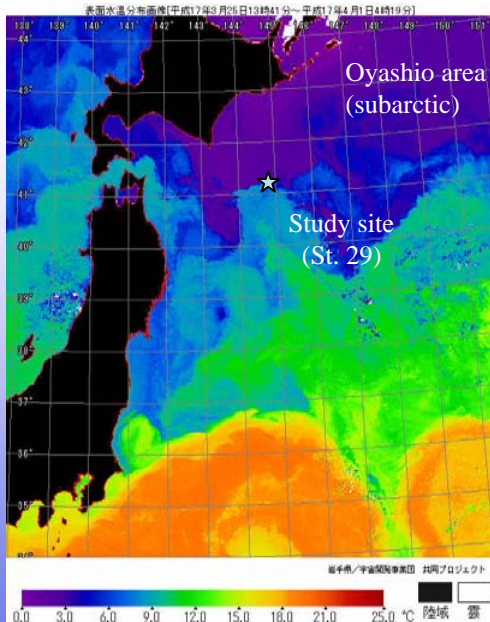 表面水温分布画像[平成17年3月25日13時41分～平成17年4月1日4時19分]
138° 139° 140° 141° 142° 143° 144° 145° 146° 147° 148° 149° 150° 151°
44°
43°
42°
41°
40°
39°
38°
37°
36°
35°
Oyashio area
(subarctic)
Study site
(St. 29)
岩手県／宇宙開発事業団 共同プロジェクト
0.0 3.0 6.0 9.0 12.0 15.0 18.0 21.0 25.0 °C 陸域 雲